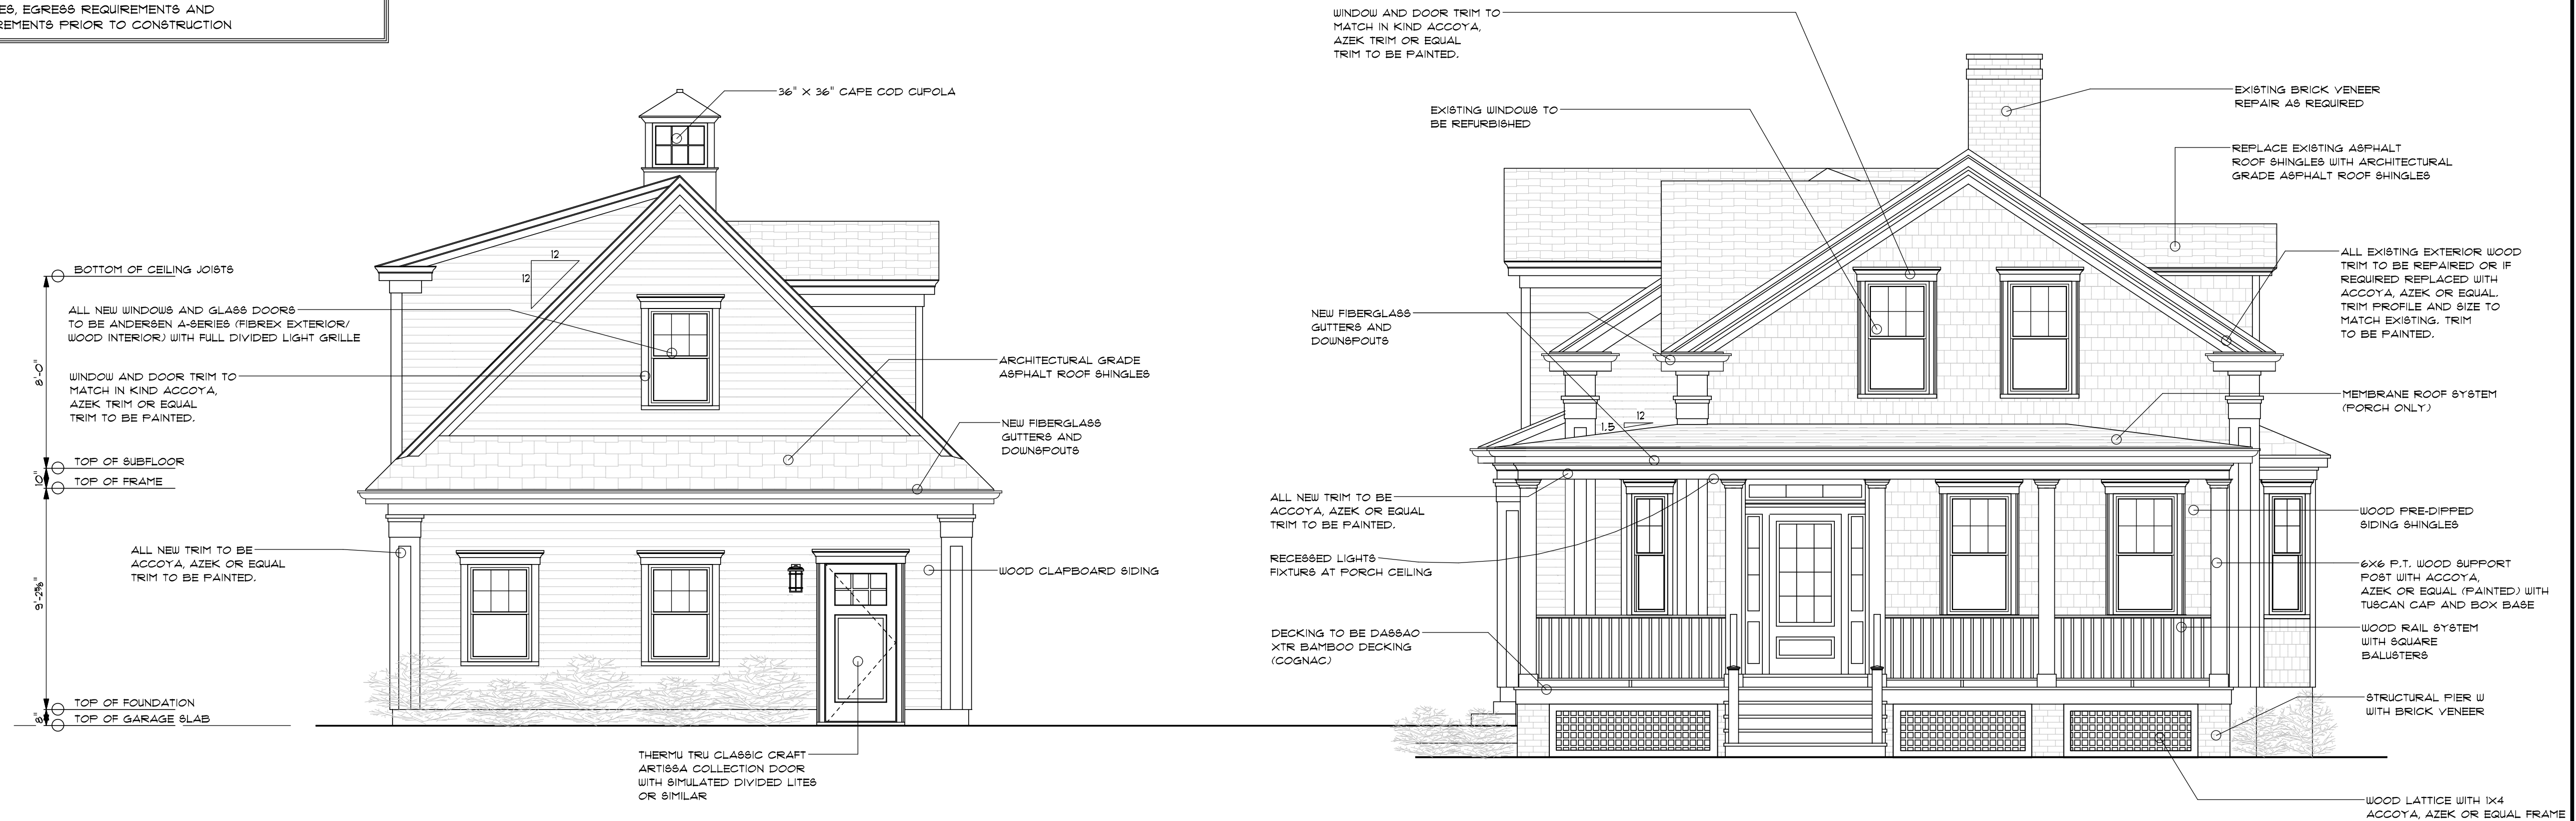 ES, EGRESS REQUIREMENTS AND
REMENTS PRIOR TO CONSTRUCTION
36" X 36" CAPE COD CUPOLA
12
12
BOTTOM OF CEILING JOISTS
ALL NEW WINDOWS AND GLASS DOORS
TO BE ANDERSEN A-SERIES (FIBREX EXTERIOR/
WOOD INTERIOR) WITH FULL DIVIDED LIGHT GRILLE
8'-0"
WINDOW AND DOOR TRIM TO
MATCH IN KIND ACCOYA,
AZEK TRIM OR EQUAL
TRIM TO BE PAINTED.
ARCHITECTURAL GRADE
ASPHALT ROOF SHINGLES
NEW FIBERGLASS
GUTTERS AND
DOWNSPOUTS
TOP OF SUBFLOOR
10"
TOP OF FRAME
ALL NEW TRIM TO BE
ACCOYA, AZEK OR EQUAL
TRIM TO BE PAINTED.
WOOD CLAPBOARD SIDING
TOP OF FOUNDATION
8"
TOP OF GARAGE SLAB
THERMU TRU CLASSIC CRAFT
ARTISSA COLLECTION DOOR
WITH SIMULATED DIVIDED LITES
OR SIMILAR
WINDOW AND DOOR TRIM TO
MATCH IN KIND ACCOYA,
AZEK TRIM OR EQUAL
TRIM TO BE PAINTED.
EXISTING WINDOWS TO
BE REFURBISHED
EXISTING BRICK VENEER
REPAIR AS REQUIRED
REPLACE EXISTING ASPHALT
ROOF SHINGLES WITH ARCHITECTURAL
GRADE ASPHALT ROOF SHINGLES
ALL EXISTING EXTERIOR WOOD
TRIM TO BE REPAIRED OR IF
REQUIRED REPLACED WITH
ACCOYA, AZEK OR EQUAL.
TRIM PROFILE AND SIZE TO
MATCH EXISTING. TRIM
TO BE PAINTED.
NEW FIBERGLASS
GUTTERS AND
DOWNSPOUTS
MEMBRANE ROOF SYSTEM
(PORCH ONLY)
12
1.5
ALL NEW TRIM TO BE
ACCOYA, AZEK OR EQUAL
TRIM TO BE PAINTED.
WOOD PRE-DIPPED
SIDING SHINGLES
RECESSED LIGHTS
FIXTURS AT PORCH CEILING
6X6 P.T. WOOD SUPPORT
POST WITH ACCOYA,
AZEK OR EQUAL (PAINTED) WITH
TUSCAN CAP AND BOX BASE
DECKING TO BE DASSAO
XTR BAMBOO DECKING
(COGNAC)
WOOD RAIL SYSTEM
WITH SQUARE
BALUSTERS
STRUCTURAL PIER W
WITH BRICK VENEER
WOOD LATTICE WITH 1X4
ACCOYA, AZEK OR EQUAL FRAME